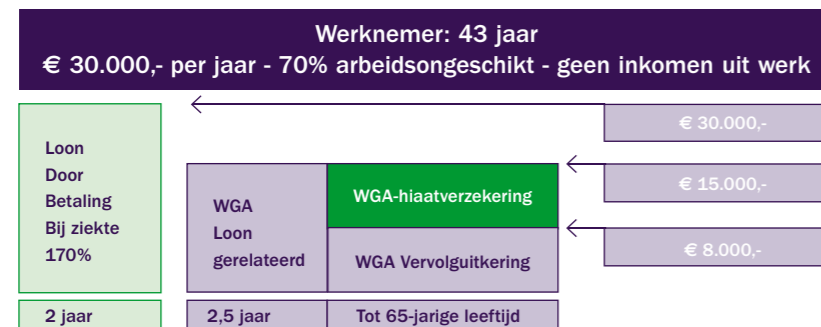 Werknemer: 43 jaar
€ 30.000,- per jaar - 70% arbeidsongeschikt - geen inkomen uit werk
Loon
Door
Betaling
Bij ziekte
170%
WGA
Loon
gerelateerd
WGA-hiaatverzekering
WGA Vervolguitkering
€ 30.000,-
€ 15.000,-
€ 8.000,-
2 jaar
2,5 jaar
Tot 65-jarige leeftijd